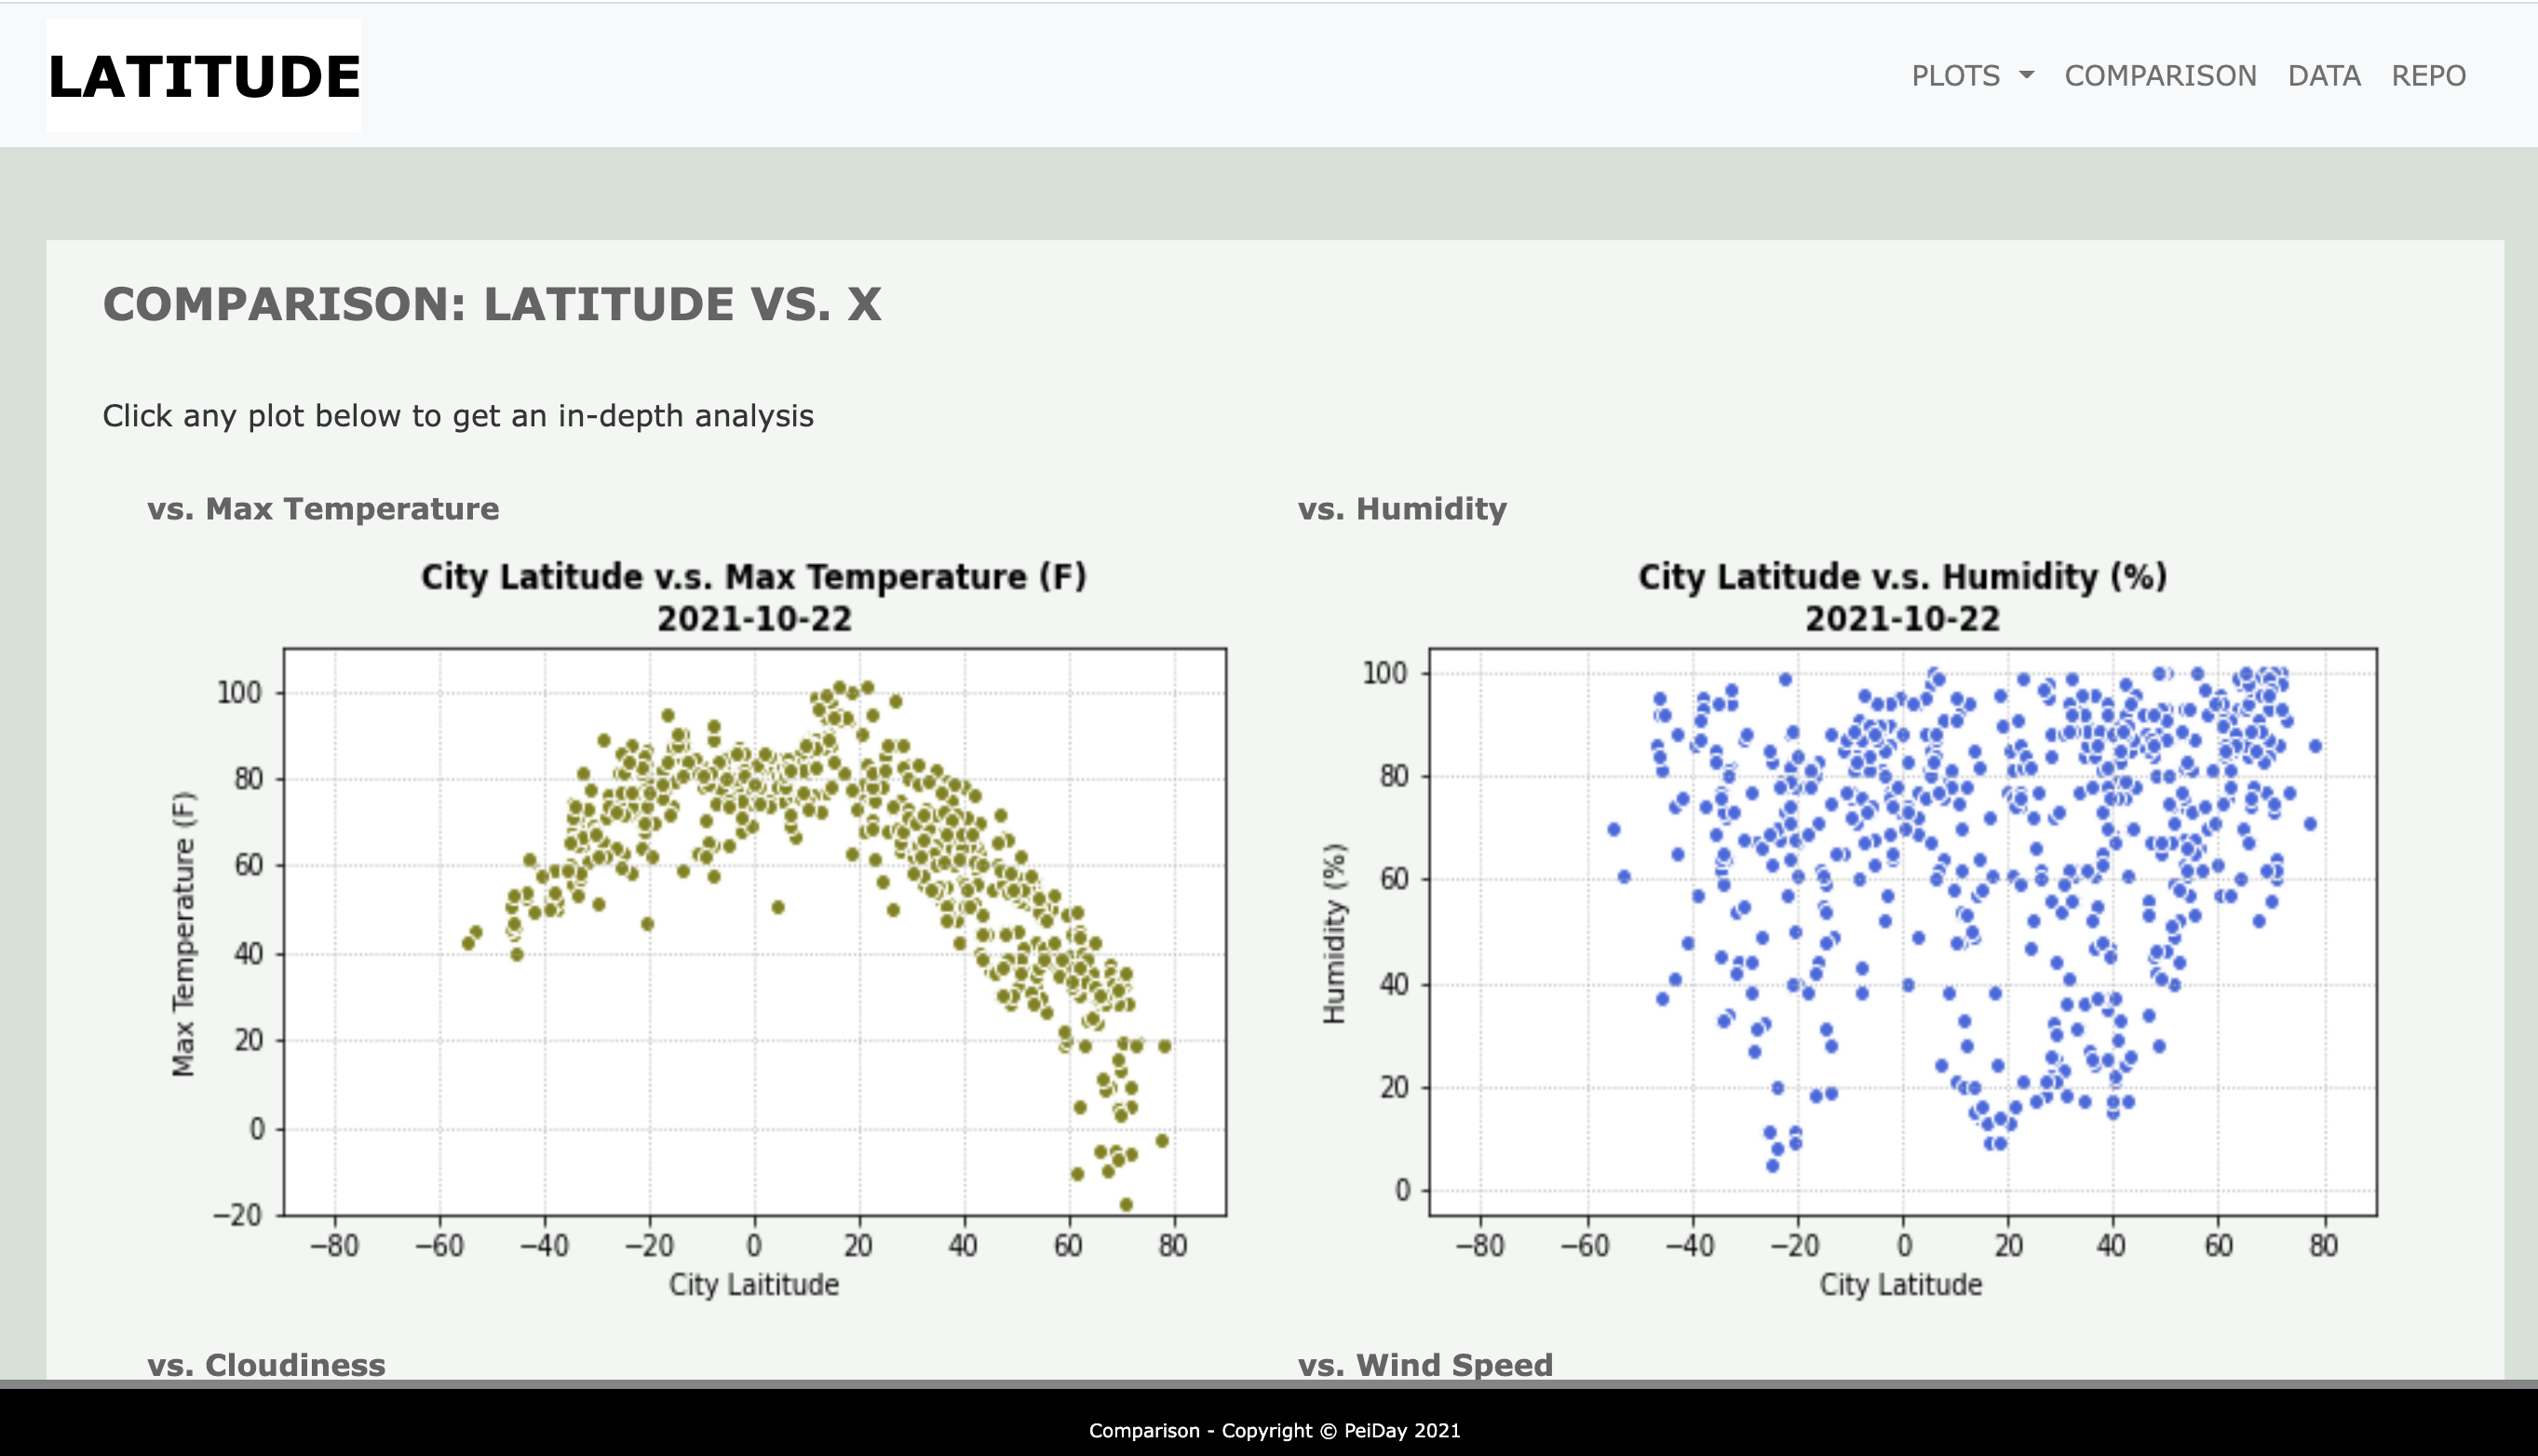 LATITUDE
PLOTS COMPARISON DATA REPO
COMPARISON: LATITUDE VS. X
Click any plot below to get an in-depth analysis
vs. Max Temperature
City Latitude v.s. Max Temperature (F)
2021-10-22
Max Temperature (F)
100
80
60
40
20
0
−20
−80 −60 −40 −20 0 20 40 60 80
City Laititude
vs. Humidity
City Latitude v.s. Humidity (%)
2021-10-22
Humidity (%)
100
80
60
40
20
0
−80 −60 −40 −20 0 20 40 60 80
City Latitude
vs. Cloudiness
vs. Wind Speed
Comparison - Copyright © PeiDay 2021